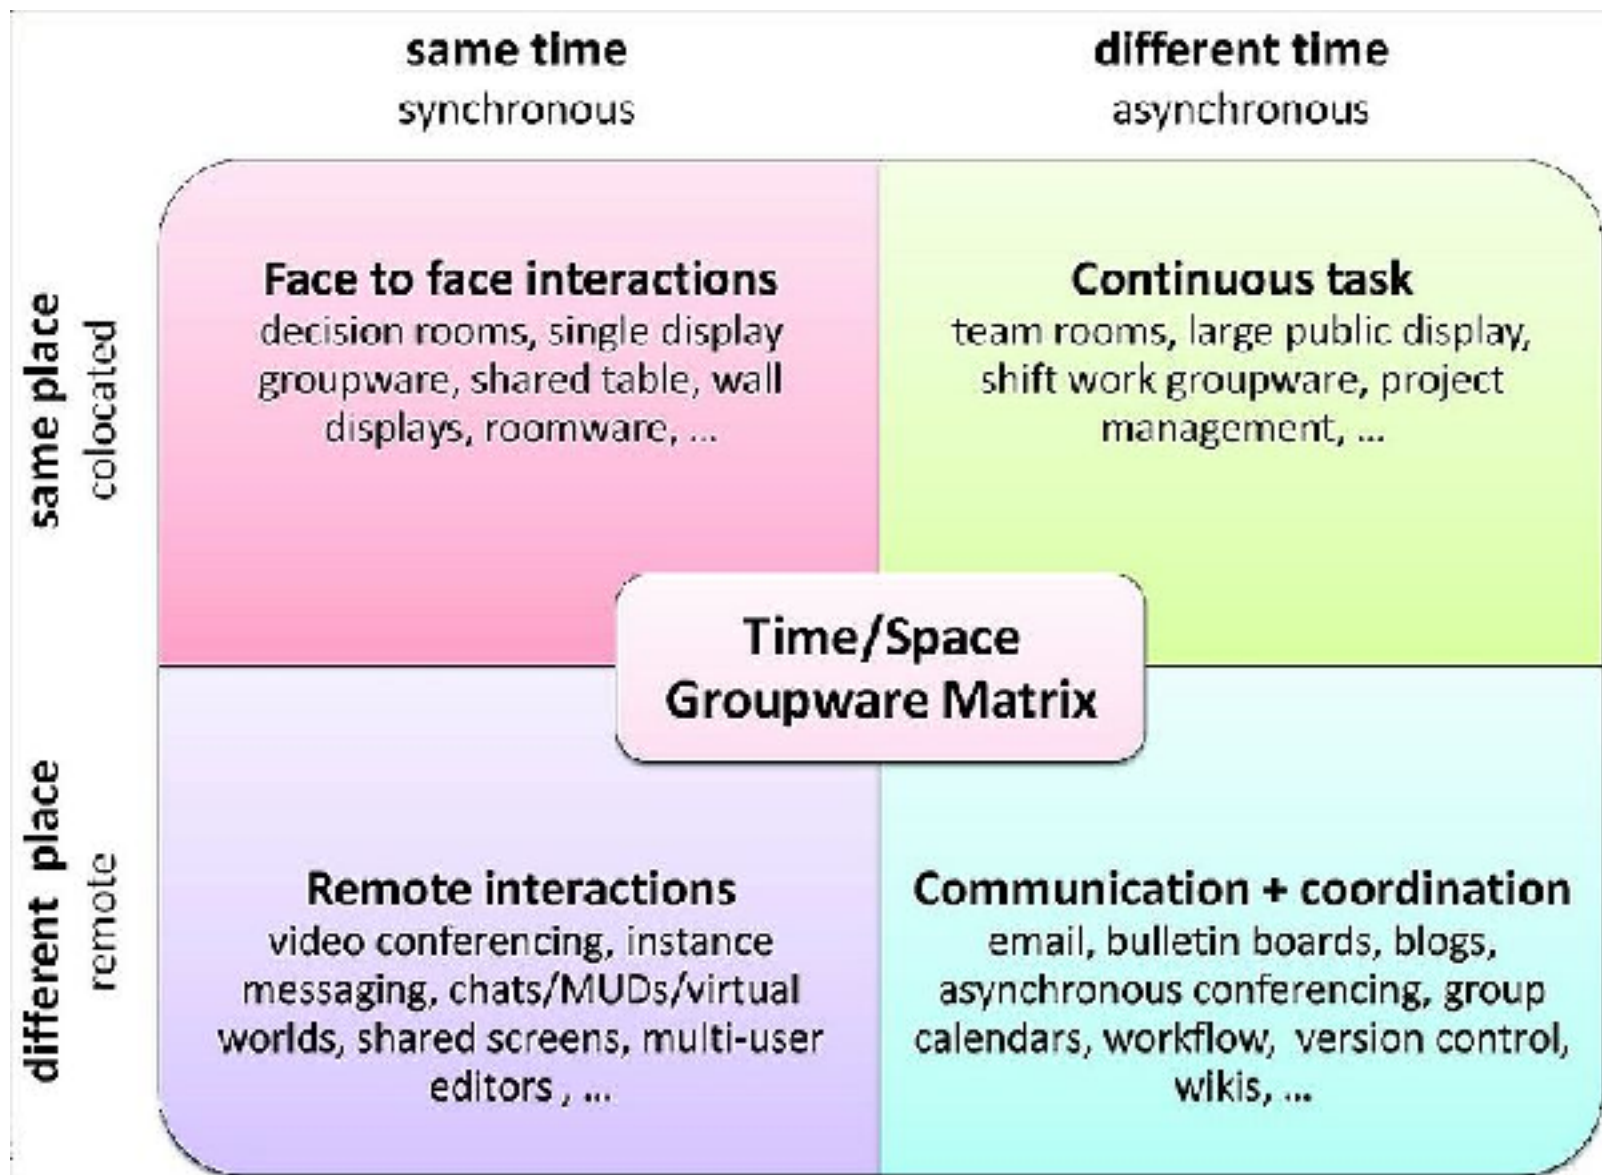 same time
synchronous
different time
asynchronous
same place
colocated
Face to face interactions
decision rooms, single display
groupware, shared table, wall
displays, roomware, ...
Continuous task
team rooms, large public display,
shift work groupware, project
management, ...
Time/Space
Groupware Matrix
different place
remote
Remote interactions
video conferencing, instance
messaging, chats/MUDs/virtual
worlds, shared screens, multi-user
editors , ...
Communication + coordination
email, bulletin boards, blogs,
asynchronous conferencing, group
calendars, workflow, version control,
wikis, ...